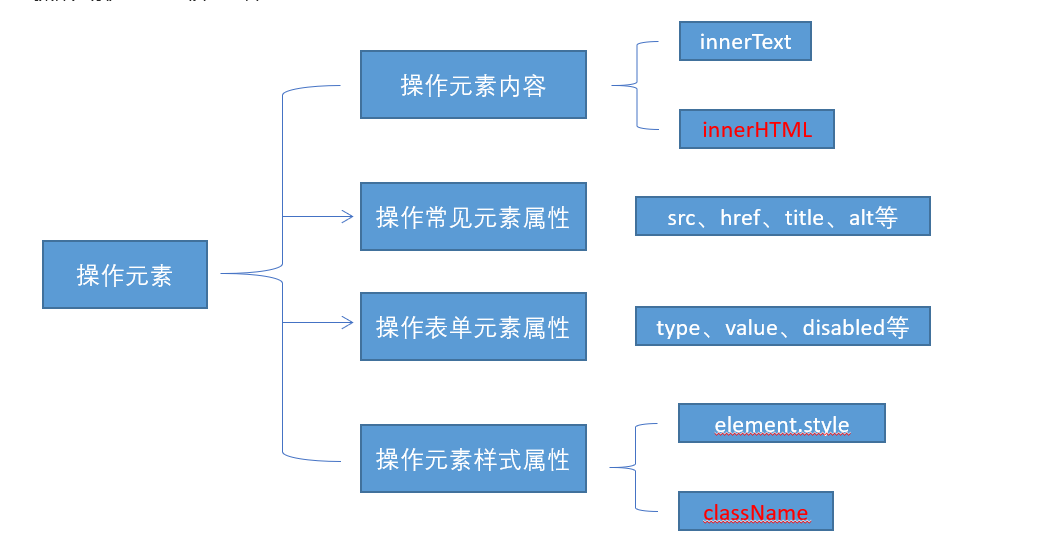 操作元素
操作元素内容
innerText
innerHTML
操作常见元素属性
src、href、title、alt等
操作表单元素属性
type、value、disabled等
操作元素样式属性
element.style
className